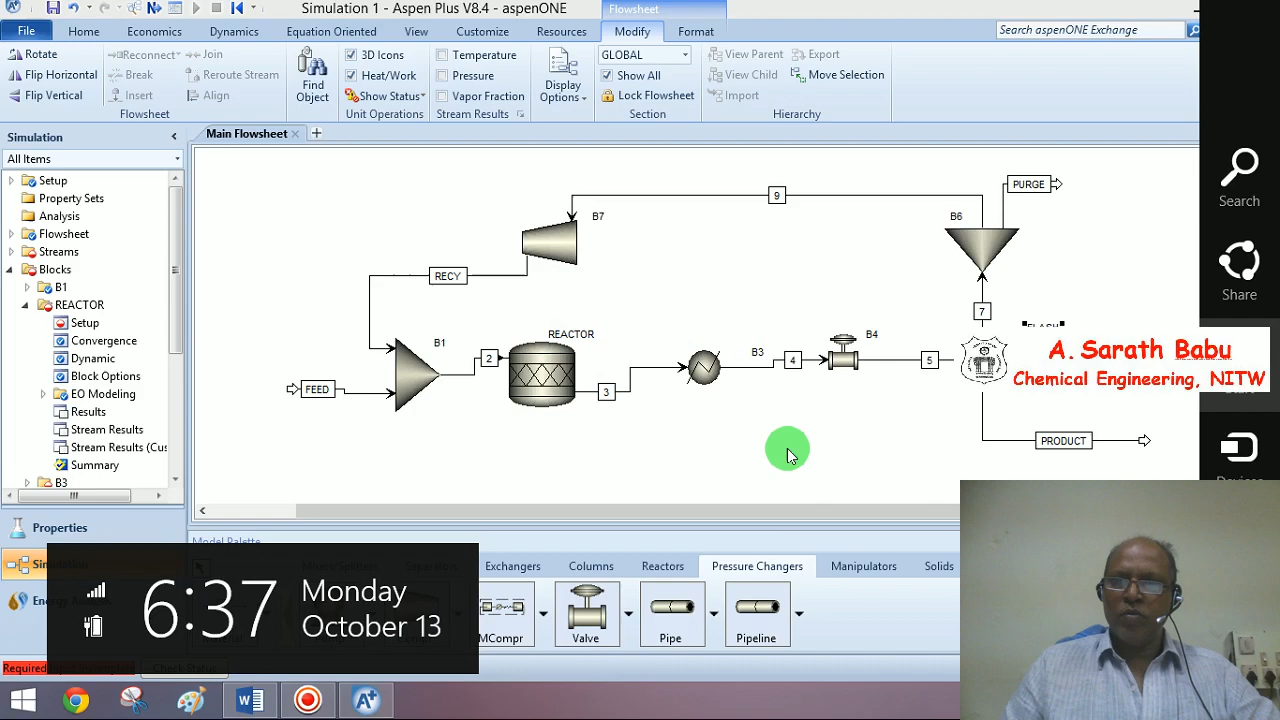 Simulation 1 - Aspen Plus V8.4 - aspenONE
Flowsheet
File
Home
Economics
Dynamics
Equation Oriented
View
Customize
Resources
Modify
Format
Search aspenONE Exchange
Rotate
Flip Horizontal
Flip Vertical
Reconnect
Break
Insert
Join
Reroute Stream
Align
Flowsheet
Find
Object
3D Icons
Heat/Work
Show Status
Unit Operations
Temperature
Pressure
Vapor Fraction
Stream Results
Display
Options
GLOBAL
Show All
Lock Flowsheet
Section
View Parent
View Child
Import
Export
Move Selection
Hierarchy
Simulation
All Items
Setup
Property Sets
Analysis
Flowsheet
Streams
Blocks
B1
REACTOR
Setup
Convergence
Dynamic
Block Options
EO Modeling
Results
Stream Results
Stream Results (Cus
Summary
B3
Properties
Main Flowsheet
+
PURGE
9
B6
B7
RECY
7
B1
REACTOR
2
FEED
3
B3
4
B4
5
PRODUCT
A. Sarath Babu
Chemical Engineering, NITW
Search
Share
Model Palette
Exchangers
Columns
Reactors
Pressure Changers
Manipulators
Solids
MCompr
Valve
Pipe
Pipeline
6:37
Monday
October 13
Check Status